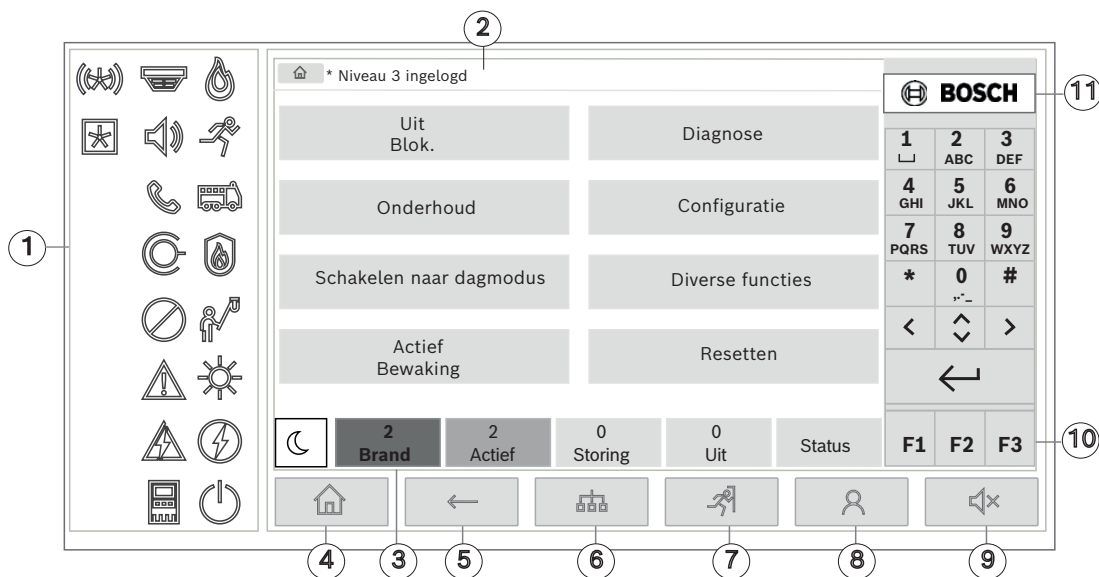 2
* Niveau 3 ingelogd
BOSCH
11
Uit
Blok.
Diagnose
1 2 3
ABC DEF
Onderhoud
Configuratie
4 5 6
GHI JKL MNO
1
7 8 9
PQRS TUV WXYZ
Schakelen naar dagmodus
Diverse functies
* 0 #
,.-_
< >
Actief
Bewaking
Resetten
2
Brand
2
Actief
0
Storing
0
Uit
Status
F1 F2 F3
10
4 3 5 6 7 8 9